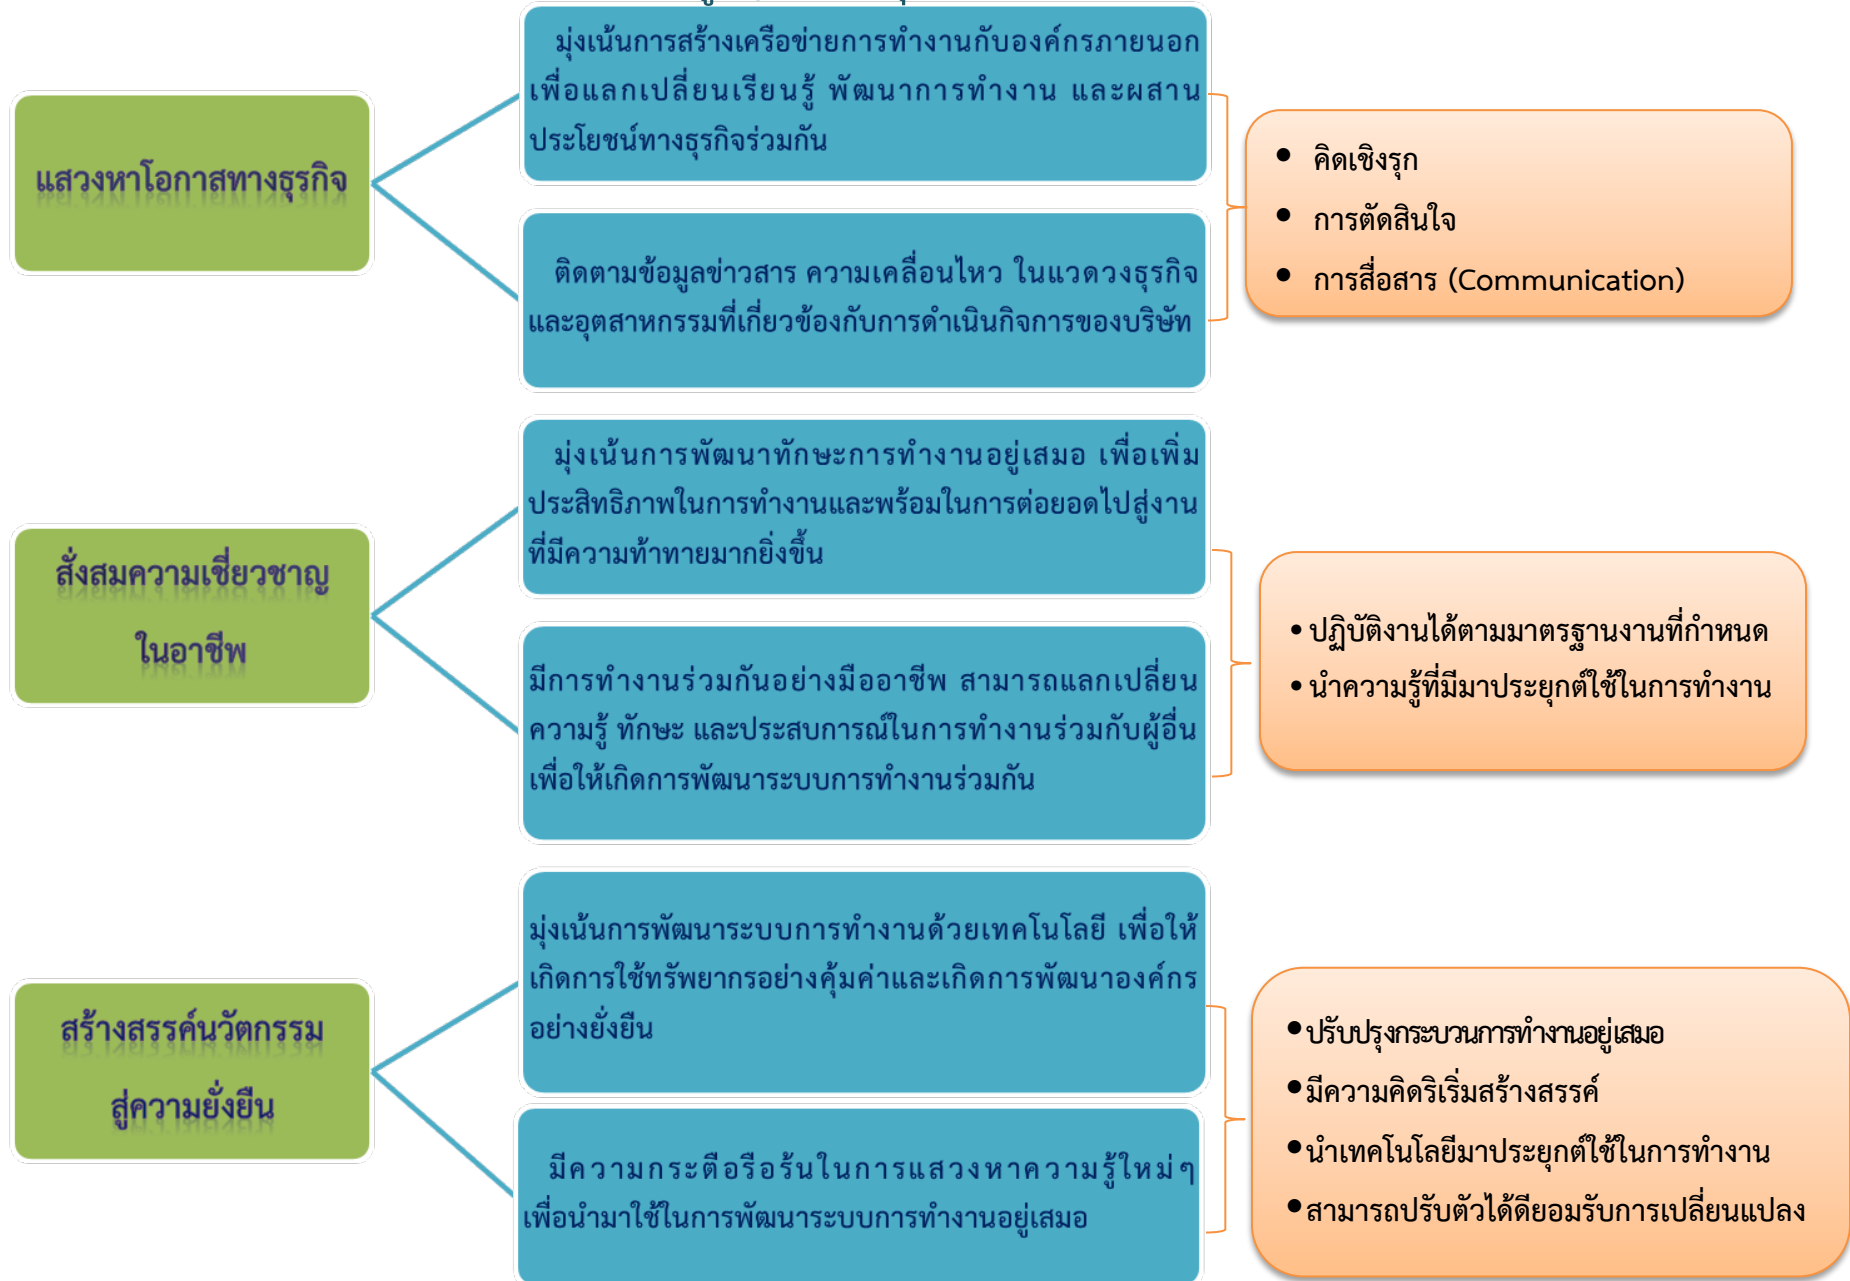 แสวงหาโอกาสทางธุรกิจ
มุ่งเน้นการสร้างเครือข่ายการทำงานกับองค์กรภายนอก
เพื่อแลกเปลี่ยนเรียนรู้ พัฒนาการทำงาน และผสาน
ประโยชน์ทางธุรกิจร่วมกัน
ติดตามข้อมูลข่าวสาร ความเคลื่อนไหว ในแวดวงธุรกิจ
และอุตสาหกรรมที่เกี่ยวข้องกับการดำเนินกิจการของบริษัท
• คิดเชิงรุก
• การตัดสินใจ
• การสื่อสาร (Communication)
สั่งสมความเชี่ยวชาญ
ในอาชีพ
มุ่งเน้นการพัฒนาทักษะการทำงานอยู่เสมอ เพื่อเพิ่ม
ประสิทธิภาพในการทำงานและพร้อมในการต่อยอดไปสู่งาน
ที่มีความท้าทายมากยิ่งขึ้น
มีการทำงานร่วมกันอย่างมืออาชีพ สามารถแลกเปลี่ยน
ความรู้ ทักษะ และประสบการณ์ในการทำงานร่วมกับผู้อื่น
เพื่อให้เกิดการพัฒนาระบบการทำงานร่วมกัน
• ปฏิบัติงานได้ตามมาตรฐานงานที่กำหนด
• นำความรู้ที่มีมาประยุกต์ใช้ในการทำงาน
สร้างสรรค์นวัตกรรม
สู่ความยั่งยืน
มุ่งเน้นการพัฒนาระบบการทำงานด้วยเทคโนโลยี เพื่อให้
เกิดการใช้ทรัพยากรอย่างคุ้มค่าและเกิดการพัฒนาองค์กร
อย่างยั่งยืน
มีความกระตือรือร้นในการแสวงหาความรู้ใหม่ๆ
เพื่อนำมาใช้ในการพัฒนาระบบการทำงานอยู่เสมอ
• ปรับปรุงกระบวนการทำงานอยู่เสมอ
• มีความคิดริเริ่มสร้างสรรค์
• นำเทคโนโลยีมาประยุกต์ใช้ในการทำงาน
• สามารถปรับตัวได้ดียอมรับการเปลี่ยนแปลง